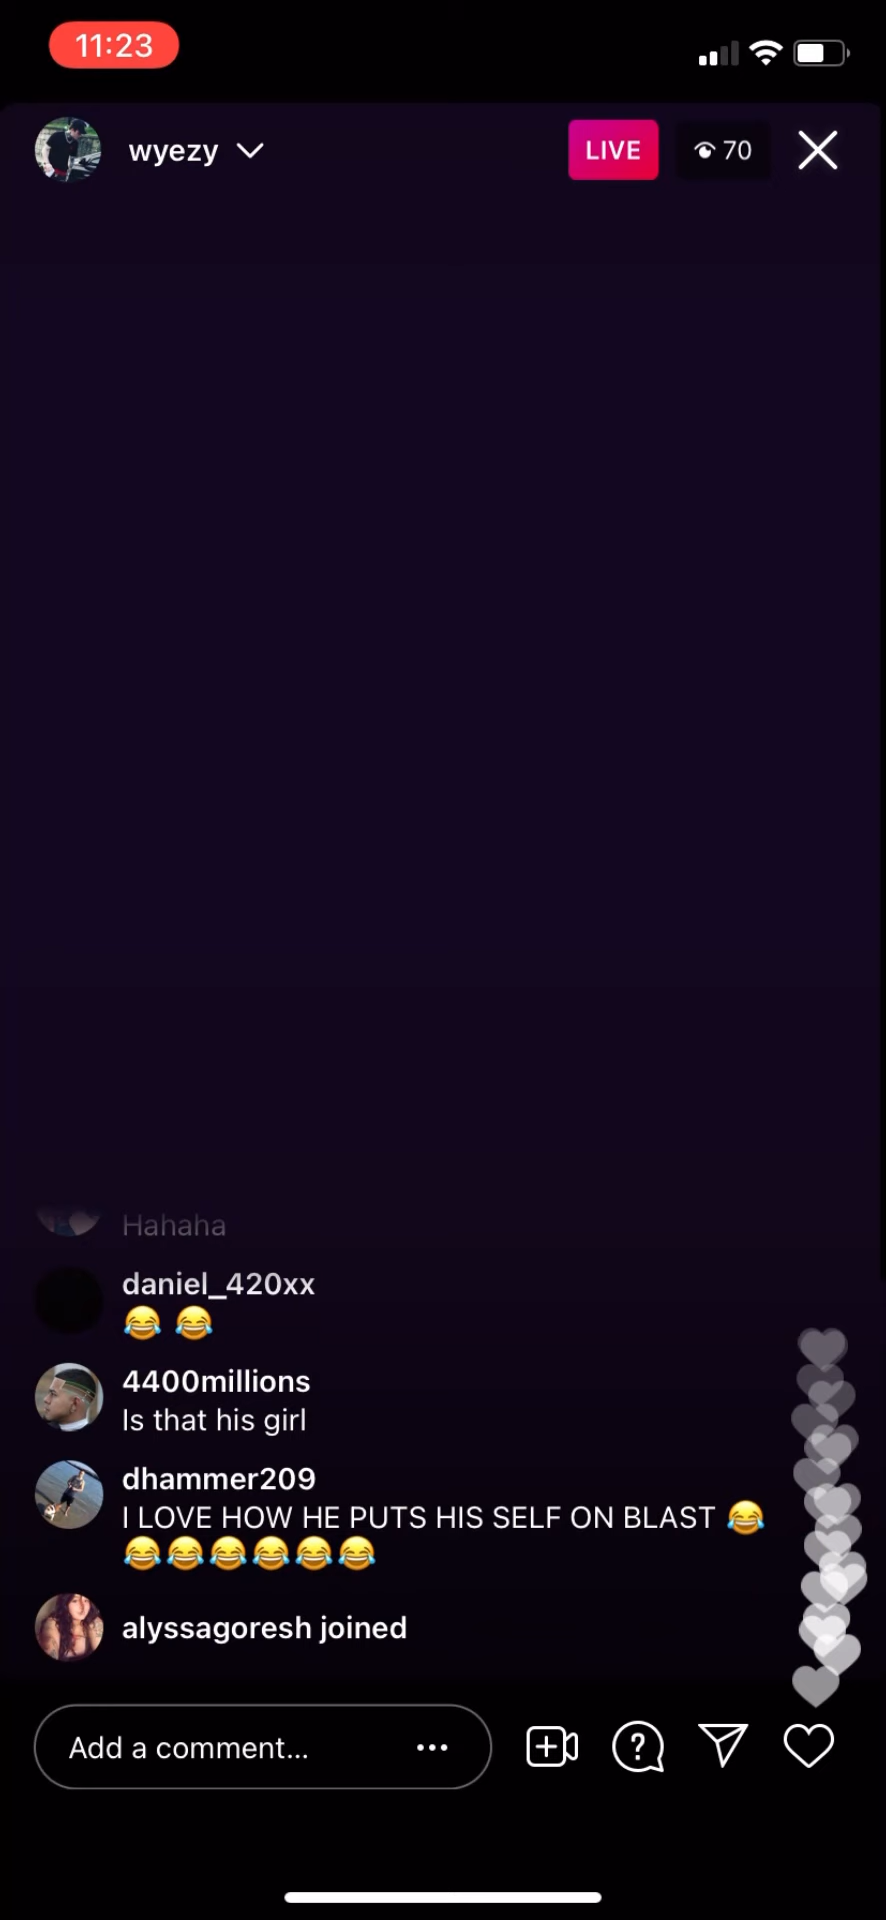 11:23
wyezy
LIVE
70
Hahaha
daniel_420xx
😂 😂
4400millions
Is that his girl
dhammer209
I LOVE HOW HE PUTS HIS SELF ON BLAST 😂
😂😂😂😂😂😂
alyssagoresh joined
Add a comment...